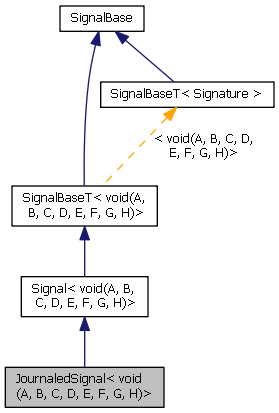 SignalBase
SignalBaseT< Signature >
< void(A, B, C, D,
E, F, G, H)>
SignalBaseT< void(A,
B, C, D, E, F, G, H)>
Signal< void(A, B,
C, D, E, F, G, H)>
JournaledSignal< void
(A, B, C, D, E, F, G, H)>